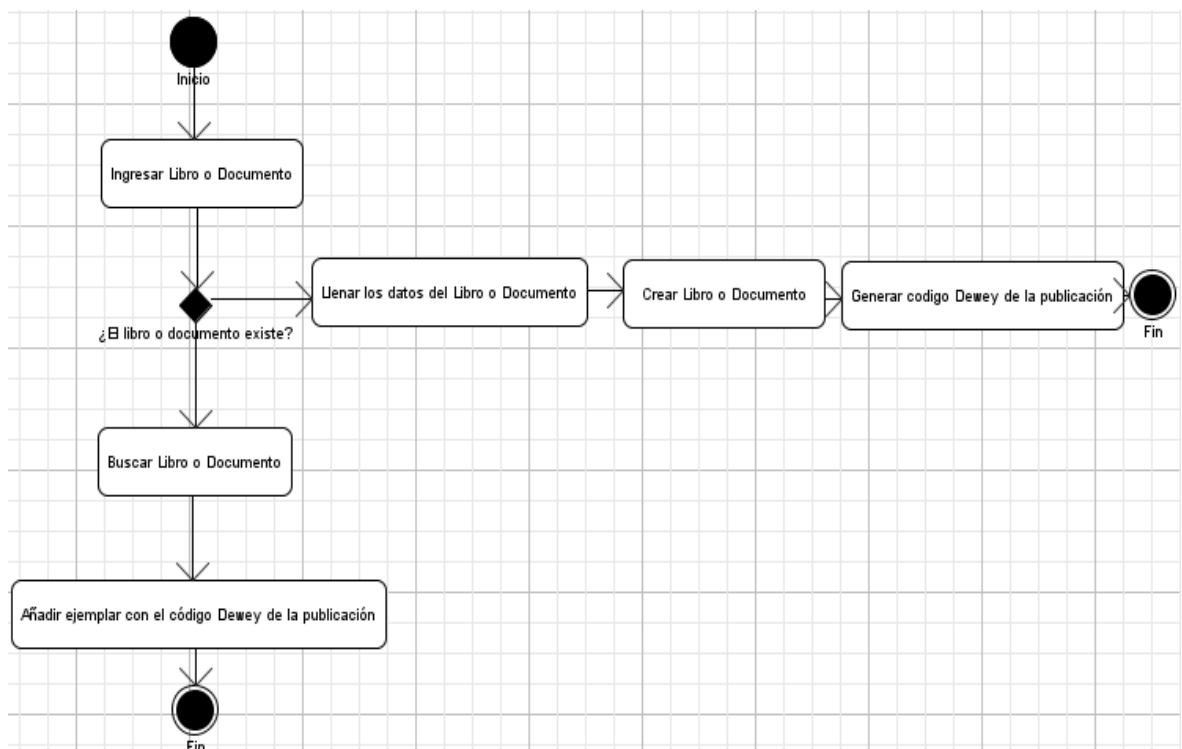 Inicio
Ingresar Libro o Documento
Llenar los datos del Libro o Documento
Crear Libro o Documento
Generar codigo Dewey de la publicación
Fin
¿El libro o documento existe?
Buscar Libro o Documento
Añadir ejemplar con el código Dewey de la publicación
Fin